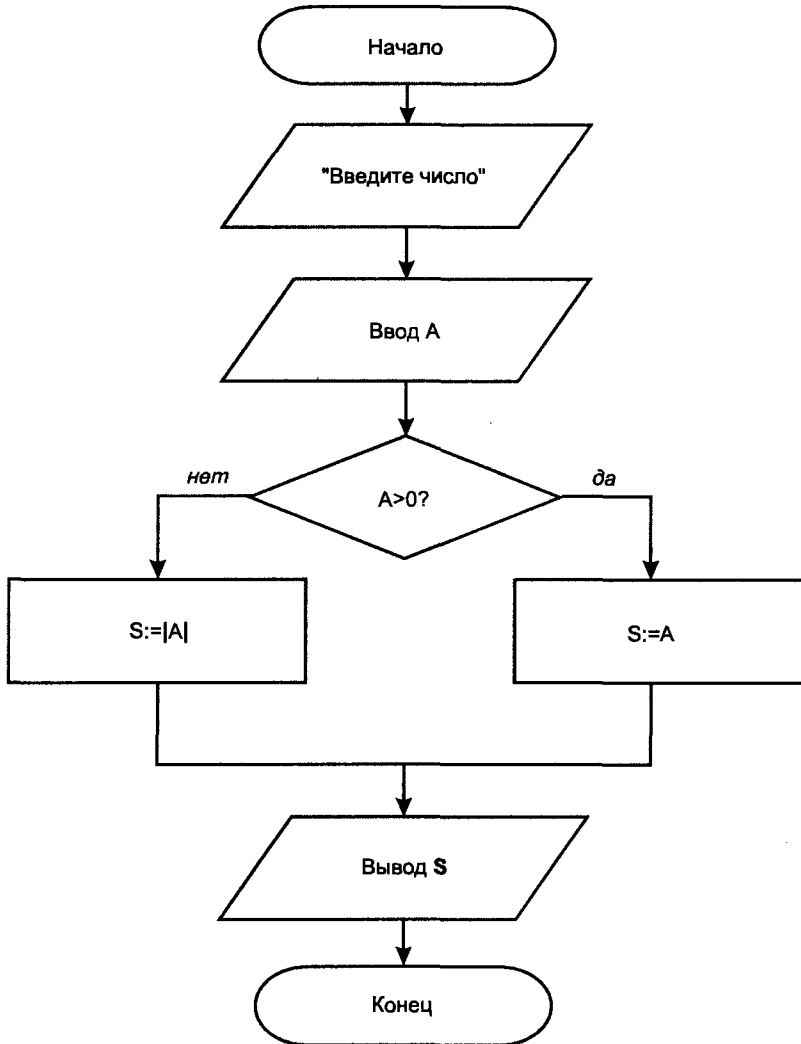 Начало
"Введите число"
Ввод А
нет
А>0?
да
S:=|A|
S:=A
Вывод S
Конец